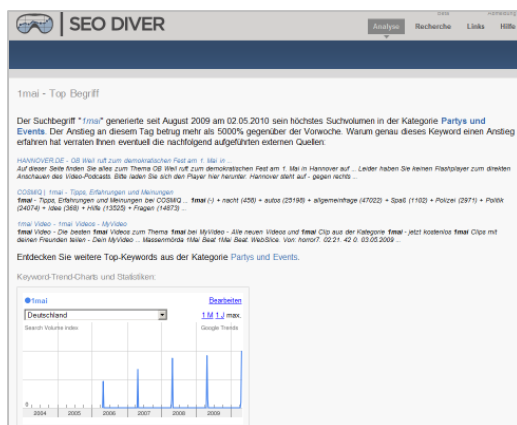 SEO DIVER
Analyse Recherche Links Hilfe
1mai - Top Begriff
Der Suchbegriff "1mai" generierte seit August 2009 am 02.05.2010 sein höchstes Suchvolumen in der Kategorie Partys und
Events. Der Anstieg an diesem Tag betrug mehr als 5000% gegenüber der Vorwoche. Warum genau dieses Keyword einen Anstieg
erfahren hat verraten Ihnen eventuell die nachfolgend aufgeführten externen Quellen:
HANNOVER.DE - OB Weil ruft zum demokratischen Fest am 1. Mai in ...
Auf dieser Seite finden Sie alles zum Thema OB Weil ruft zum demokratischen Fest am 1. Mai in Hannover auf ... Leider haben Sie keinen Flashplayer zum direkten
Anschauen des Video-Podcasts. Bitte laden Sie sich den Player hier herunter. Hannover steht auf - gegen rechts ...
COSMiQ | 1mai - Tipps, Erfahrungen und Meinungen
1mai - Tipps, Erfahrungen und Meinungen bei COSMiQ ... 1mai (-) + nacht (456) + autos (25198) + allgemeinfrage (47022) + Spaß (1102) + Polizei (2971) + Politik
(24074) + Idee (366) + Hilfe (13525) + Fragen (14673) ...
1mai Video - 1mai Videos - MyVideo
1mai Video - Die besten 1mai Videos zum Thema 1mai bei MyVideo - Alle neuen Videos und 1mai Clip aus der Kategorie 1mai - jetzt kostenlos 1mai Clips mit
deinen Freunden teilen - Dein MyVideo ... Massenmörda 1Mai Beat 1Mai Beat. WebSlice. Von: horror7. 02:21. 42.0. 03.05.2009 ...
Entdecken Sie weitere Top-Keywords aus der Kategorie Partys und Events.
Keyword-Trend-Charts und Statistiken:
1mai Bearbeiten
Deutschland 1 M 1 J max.
Search Volume index Google Trends
0
2004 2005 2006 2007 2008 2009